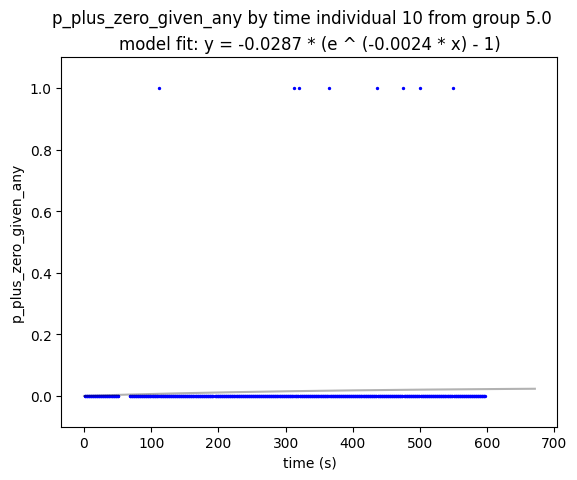 p_plus_zero_given_any by time individual 10 from group 5.0
model fit: y = -0.0287 * (e ^ (-0.0024 * x) - 1)
1.0
0.8
0.6
0.4
0.2
0.0
p_plus_zero_given_any
0 100 200 300 400 500 600 700
time (s)